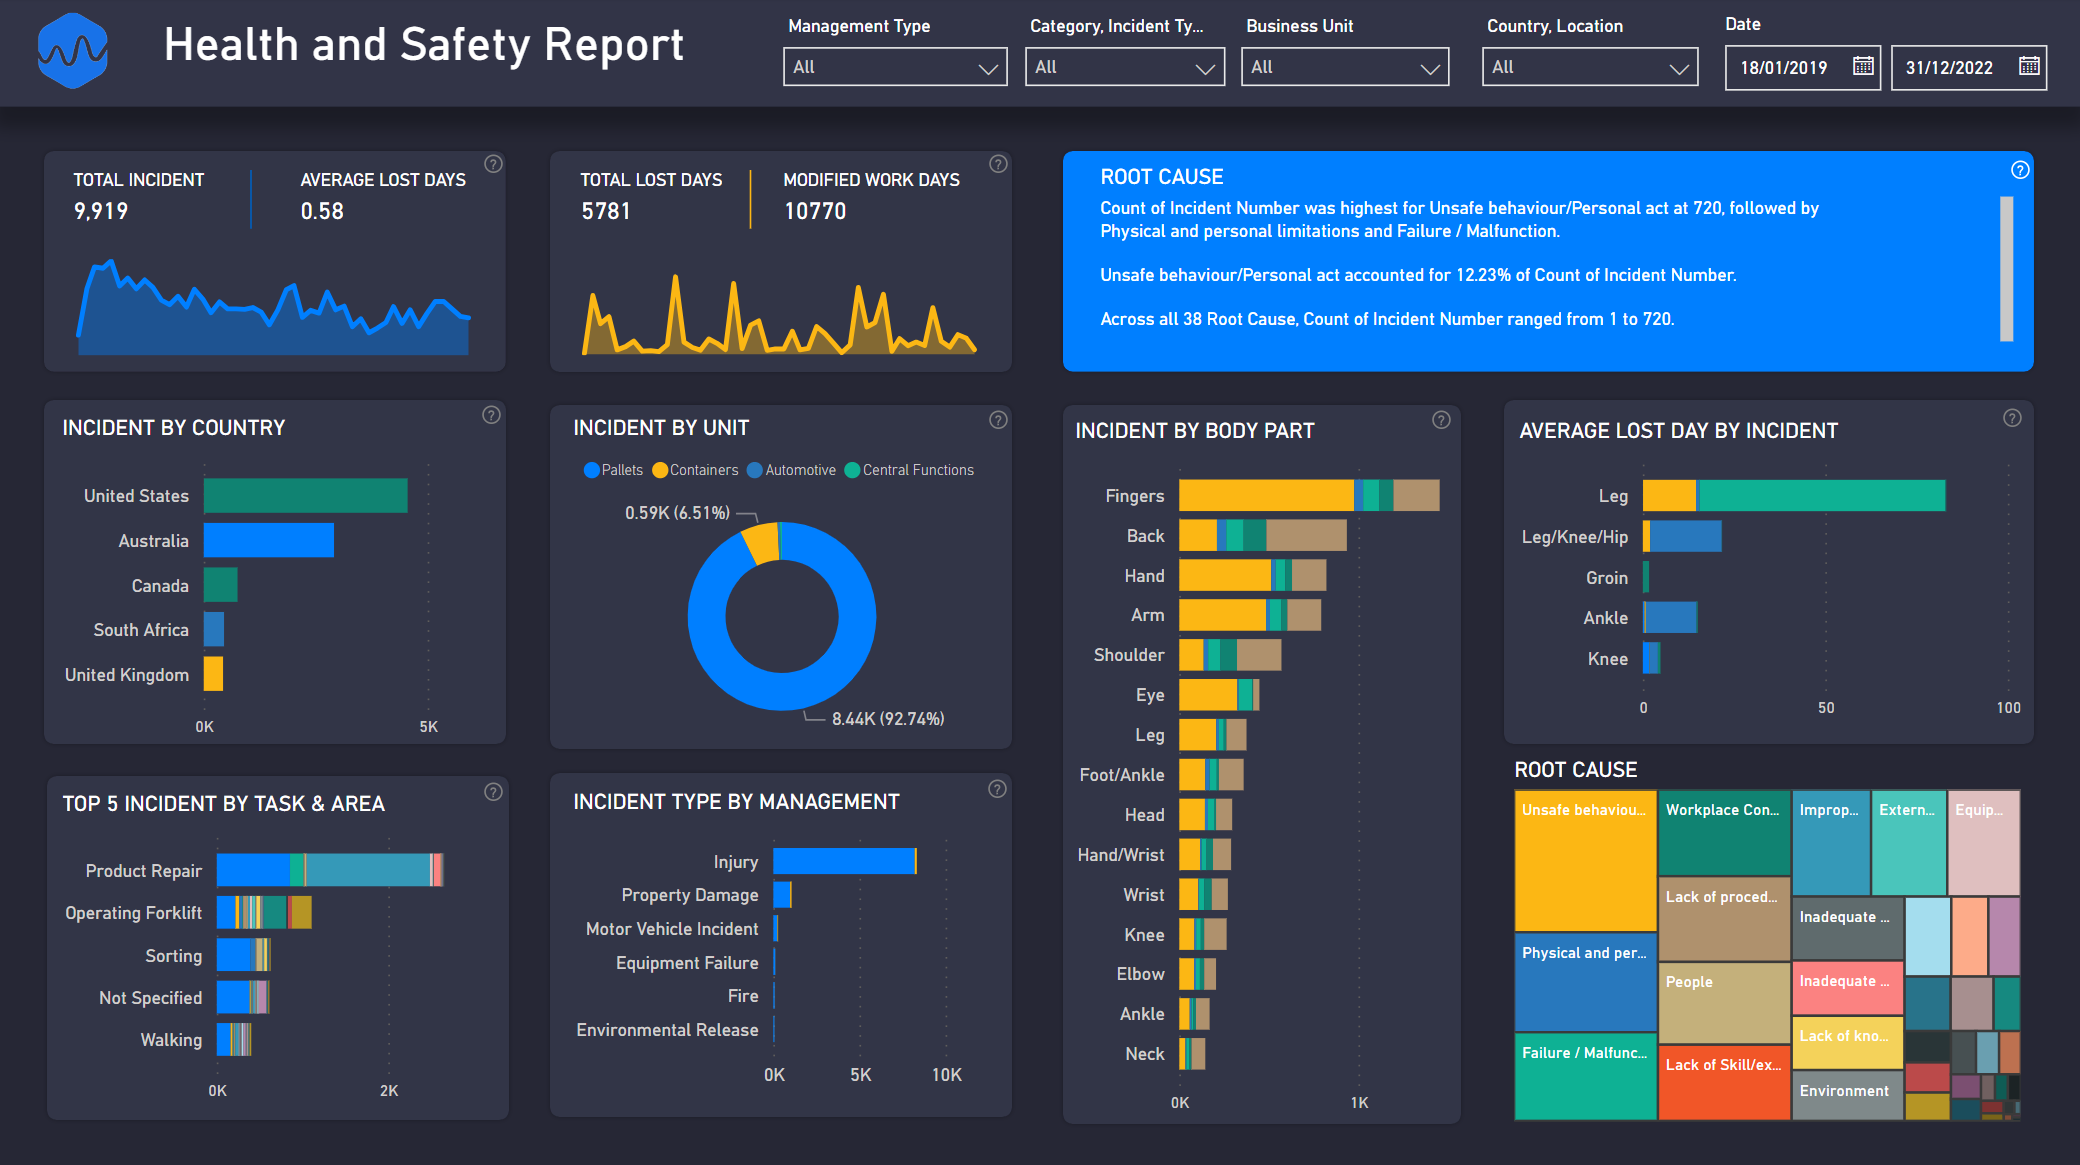 Health and Safety Report
Management Type
All
Category, Incident Ty...
All
Business Unit
All
Country, Location
All
Date
18/01/2019
31/12/2022
TOTAL INCIDENT
9,919
AVERAGE LOST DAYS
0.58
TOTAL LOST DAYS
5781
MODIFIED WORK DAYS
10770
ROOT CAUSE
Count of Incident Number was highest for Unsafe behaviour/Personal act at 720, followed by
Physical and personal limitations and Failure / Malfunction.
Unsafe behaviour/Personal act accounted for 12.23% of Count of Incident Number.
Across all 38 Root Cause, Count of Incident Number ranged from 1 to 720.
INCIDENT BY COUNTRY
United States
Australia
Canada
South Africa
United Kingdom
0K 5K
INCIDENT BY UNIT
Pallets Containers Automotive Central Functions
0.59K (6.51%)
8.44K (92.74%)
INCIDENT BY BODY PART
Fingers
Back
Hand
Arm
Shoulder
Eye
Leg
Foot/Ankle
Head
Hand/Wrist
Wrist
Knee
Elbow
Ankle
Neck
0K 1K
AVERAGE LOST DAY BY INCIDENT
Leg
Leg/Knee/Hip
Groin
Ankle
Knee
0 50 100
TOP 5 INCIDENT BY TASK & AREA
Product Repair
Operating Forklift
Sorting
Not Specified
Walking
0K 2K
INCIDENT TYPE BY MANAGEMENT
Injury
Property Damage
Motor Vehicle Incident
Equipment Failure
Fire
Environmental Release
0K 5K 10K
ROOT CAUSE
Unsafe behaviou...
Physical and per...
Failure / Malfunc...
Workplace Con...
Lack of proced...
People
Lack of Skill/ex...
Improp...
Extern...
Equip...
Inadequate ...
Inadequate ...
Lack of kno...
Environment